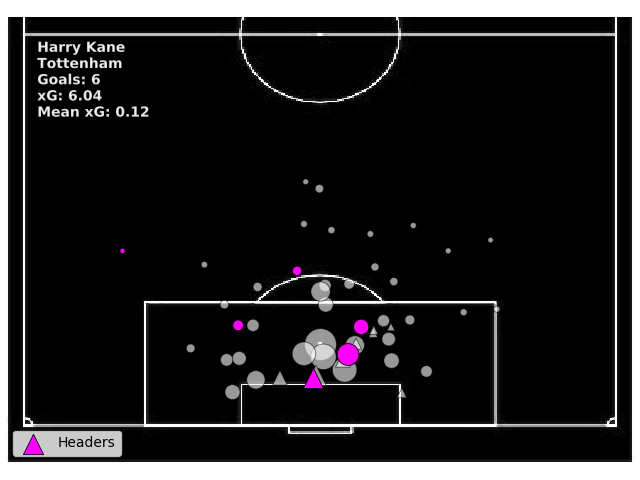 Harry Kane
Tottenham
Goals: 6
xG: 6.04
Mean xG: 0.12
Headers